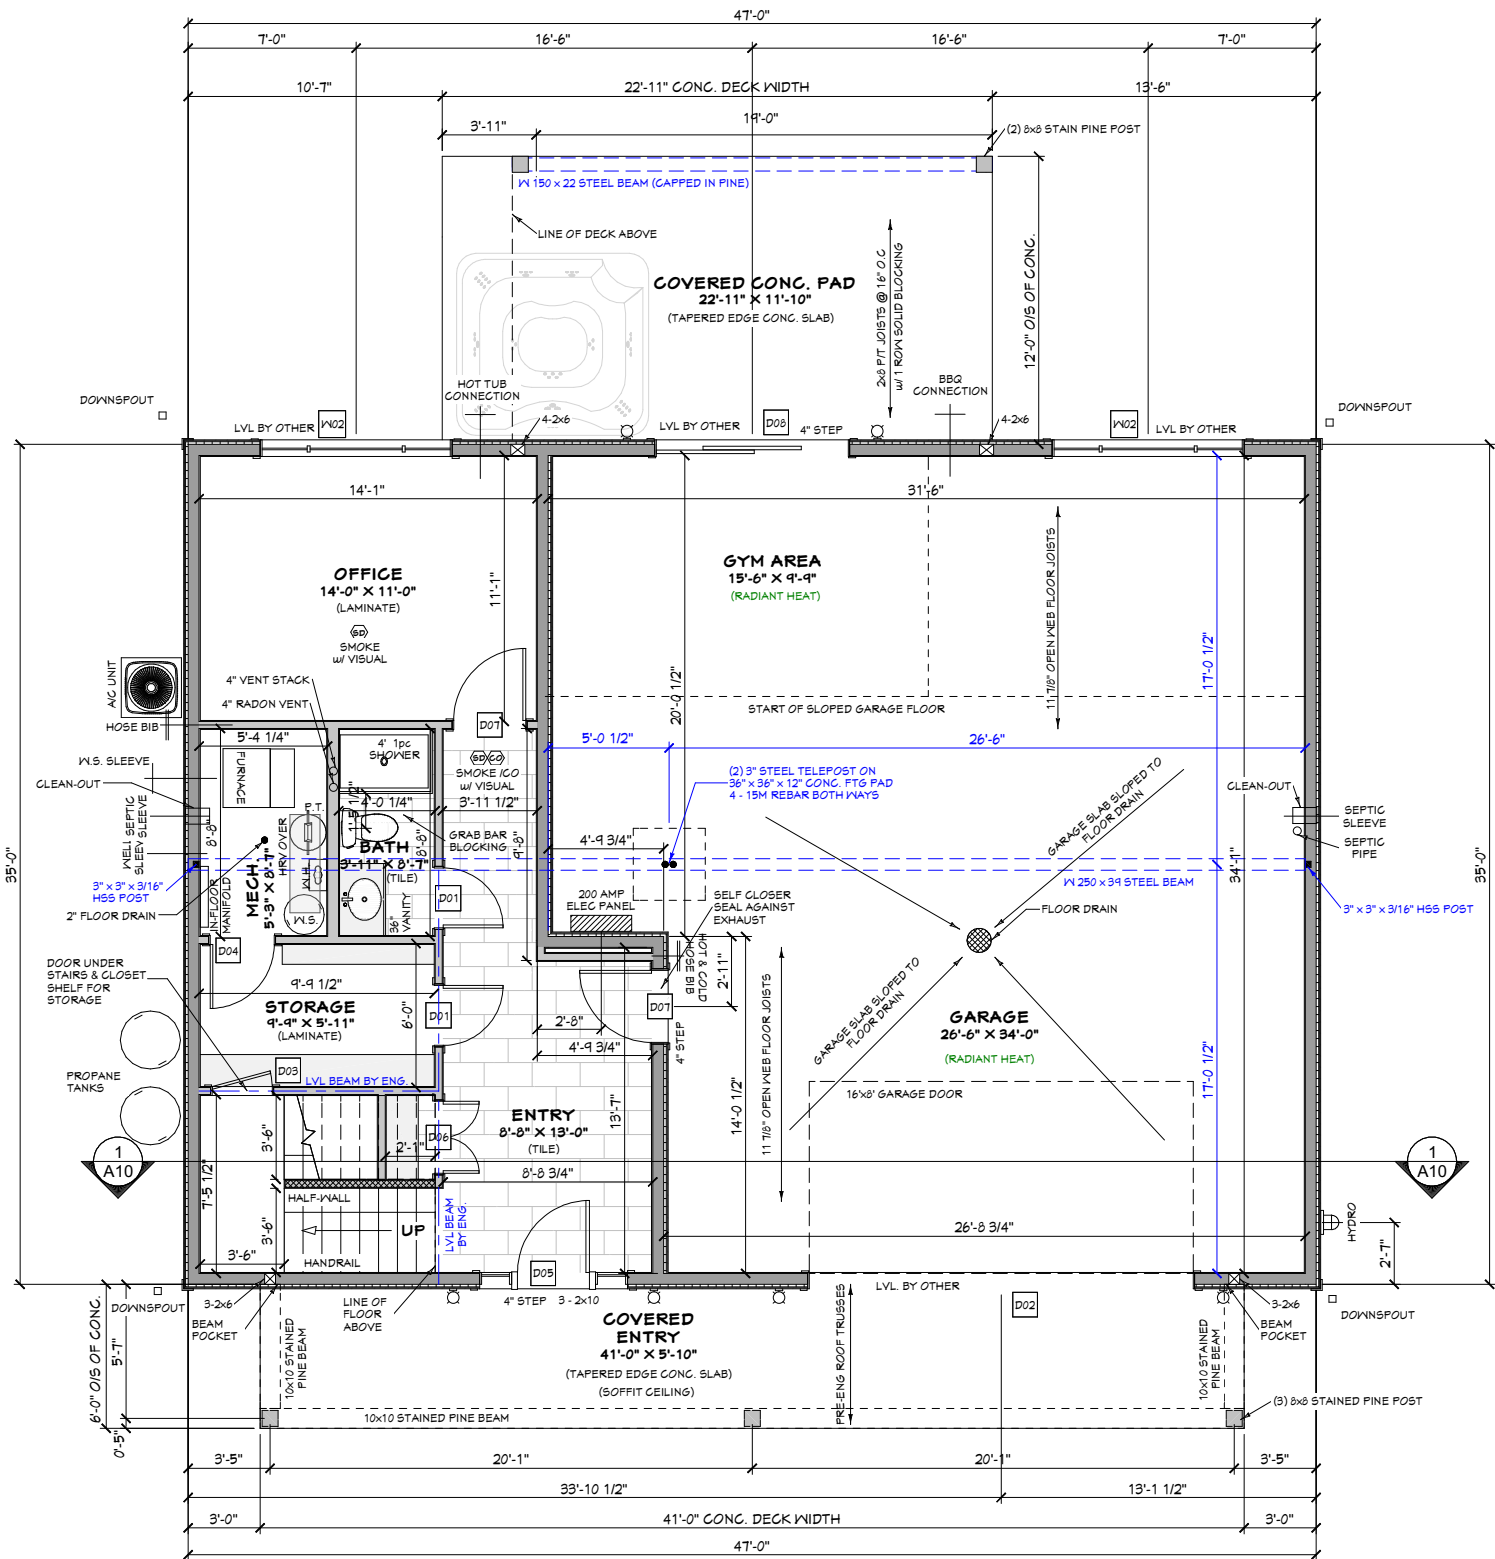 47'-0"
7'-0"
16'-6"
16'-6"
7'-0"
10'-7"
22'-11" CONC. DECK WIDTH
13'-6"
3'-11"
19'-0"
(2) 8x8 STAIN PINE POST
W 150 x 22 STEEL BEAM (CAPPED IN PINE)
LINE OF DECK ABOVE
COVERED CONC. PAD
22'-11" X 11'-10"
(TAPERED EDGE CONC. SLAB)
2x8 P/T JOISTS @ 16" O.C
w/ 1 ROW SOLID BLOCKING
12'-0" O/S OF CONC.
HOT TUB
CONNECTION
BBQ
CONNECTION
DOWNSPOUT
DOWNSPOUT
LVL BY OTHER
W02
4-2x6
LVL BY OTHER
D08
4" STEP
4-2x6
W02
LVL BY OTHER
14'-1"
31'-6"
35'-0"
35'-0"
OFFICE
14'-0" X 11'-0"
(LAMINATE)
SD
SMOKE
w/ VISUAL
11'-1"
GYM AREA
15'-6" X 9'-9"
(RADIANT HEAT)
11 7/8" OPEN WEB FLOOR JOISTS
17'-0 1/2"
20'-0 1/2"
START OF SLOPED GARAGE FLOOR
A/C UNIT
HOSE BIB
4" VENT STACK
4" RADON VENT
D07
5'-4 1/4"
4' 1pc
SHOWER
SD/CO
SMOKE /CO
w/ VISUAL
5'-0 1/2"
26'-6"
W.S. SLEEVE
CLEAN-OUT
WELL SEPTIC
SLEEV SLEEVE
FURNACE
8'-8"
P.T.
HRV OVER
W.H.
W.S.
MECH.
5'-3" X 8'-7"
IN-FLOOR
MANIFOLD
4'-0 1/4"
1'-5 1/2"
8'-8"
3'-11 1/2"
9'-8"
GRAB BAR
BLOCKING
BATH
3'-11" X 8'-7"
(TILE)
36"
VANITY
D01
(2) 3" STEEL TELEPOST ON
36" x 36" x 12" CONC. FTG PAD
4 - 15M REBAR BOTH WAYS
4'-9 3/4"
GARAGE SLAB SLOPED TO
FLOOR DRAIN
CLEAN-OUT
SEPTIC
SLEEVE
SEPTIC
PIPE
34'-1"
W 250 x 39 STEEL BEAM
3" x 3" x 3/16"
HSS POST
3" x 3" x 3/16" HSS POST
2" FLOOR DRAIN
200 AMP
ELEC PANEL
SELF CLOSER
SEAL AGAINST
EXHAUST
FLOOR DRAIN
D04
DOOR UNDER
STAIRS & CLOSET
SHELF FOR
STORAGE
9'-9 1/2"
STORAGE
9'-9" X 5'-11"
(LAMINATE)
6'-0"
D01
HOT & COLD
HOSE BIB
2'-11"
D07
4" STEP
2'-8"
4'-9 3/4"
11 7/8" OPEN WEB FLOOR JOISTS
GARAGE SLAB SLOPED TO
FLOOR DRAIN
GARAGE
26'-6" X 34'-0"
(RADIANT HEAT)
17'-0 1/2"
16'x8' GARAGE DOOR
PROPANE
TANKS
D03
LVL BEAM BY ENG.
ENTRY
8'-8" X 13'-0"
(TILE)
13'-7"
14'-0 1/2"
D06
2'-1"
8'-8 3/4"
3'-6"
7'-5 1/2"
3'-6"
HALF-WALL
UP
HANDRAIL
3'-6"
LVL BEAM
BY ENG.
1
A10
1
A10
26'-8 3/4"
HYDRO
2'-7"
D05
DOWNSPOUT
3-2x6
BEAM
POCKET
LINE OF
FLOOR
ABOVE
4" STEP
3 - 2x10
COVERED
ENTRY
41'-0" X 5'-10"
(TAPERED EDGE CONC. SLAB)
(SOFFIT CEILING)
PRE-ENG ROOF TRUSSES
LVL. BY OTHER
D02
3-2x6
BEAM
POCKET
DOWNSPOUT
6'-0" O/S OF CONC.
5'-7"
0'-5"
10x10 STAINED
PINE BEAM
10x10 STAINED PINE BEAM
10x10 STAINED
PINE BEAM
(3) 8x8 STAINED PINE POST
3'-5"
20'-1"
20'-1"
3'-5"
33'-10 1/2"
13'-1 1/2"
3'-0"
41'-0" CONC. DECK WIDTH
3'-0"
47'-0"